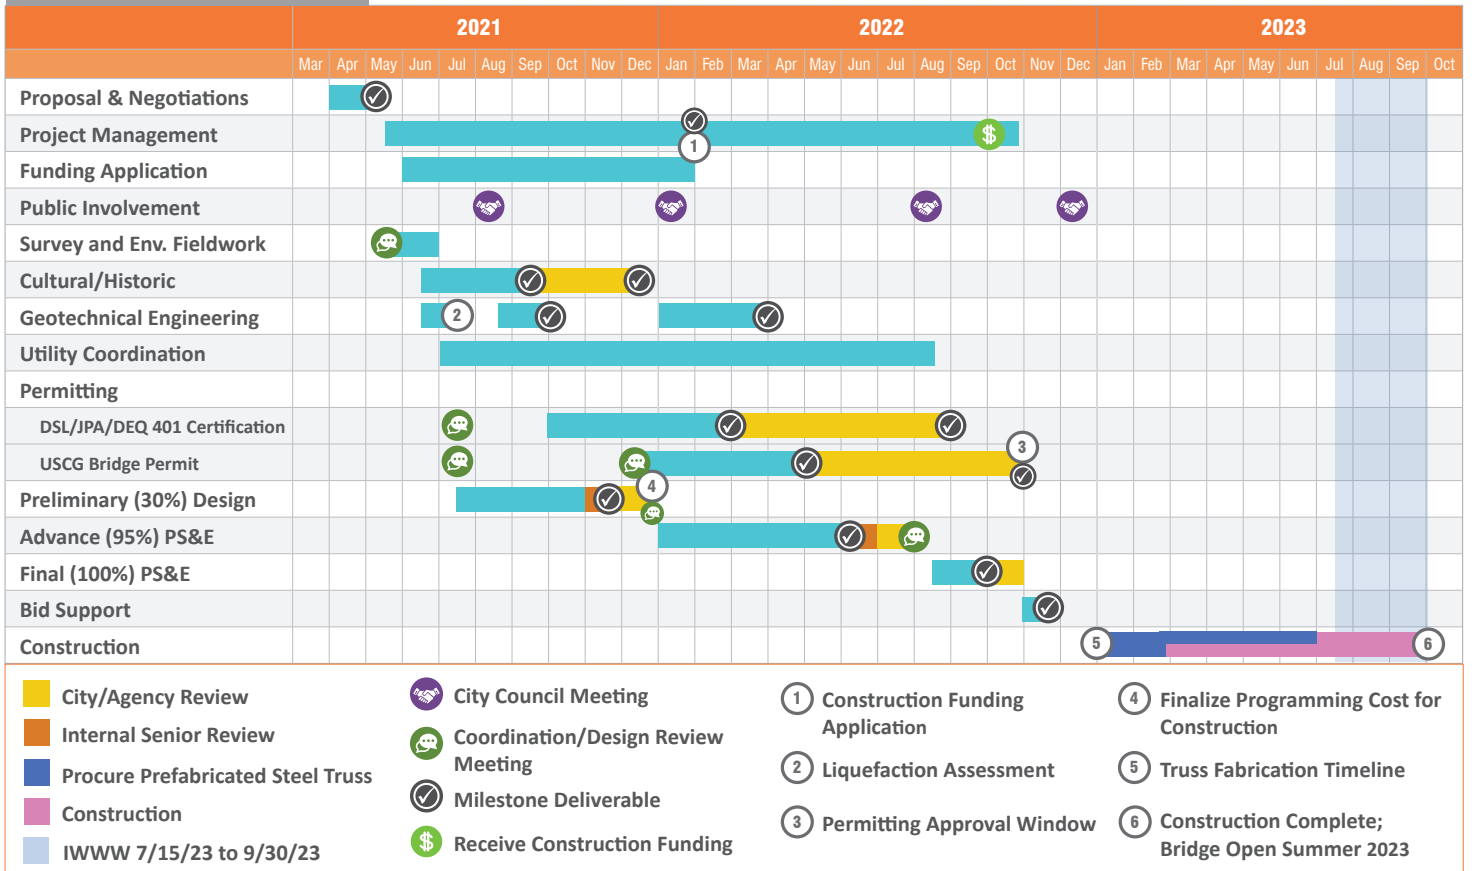 2021 2022 2023
Mar Apr May Jun Jul Aug Sep Oct Nov Dec Jan Feb Mar Apr May Jun Jul Aug Sep Oct Nov Dec Jan Feb Mar Apr May Jun Jul Aug Sep Oct
Proposal & Negotiations
Project Management
1
$
Funding Application
Public Involvement
Survey and Env. Fieldwork
Cultural/Historic
Geotechnical Engineering
2
Utility Coordination
Permitting
DSL/JPA/DEQ 401 Certification
USCG Bridge Permit
3
Preliminary (30%) Design
4
Advance (95%) PS&E
Final (100%) PS&E
Bid Support
Construction
5
6
City/Agency Review
Internal Senior Review
Procure Prefabricated Steel Truss
Construction
IWWW 7/15/23 to 9/30/23
City Council Meeting
Coordination/Design Review
Meeting
Milestone Deliverable
$ Receive Construction Funding
1 Construction Funding
Application
2 Liquefaction Assessment
3 Permitting Approval Window
4 Finalize Programming Cost for
Construction
5 Truss Fabrication Timeline
6 Construction Complete;
Bridge Open Summer 2023